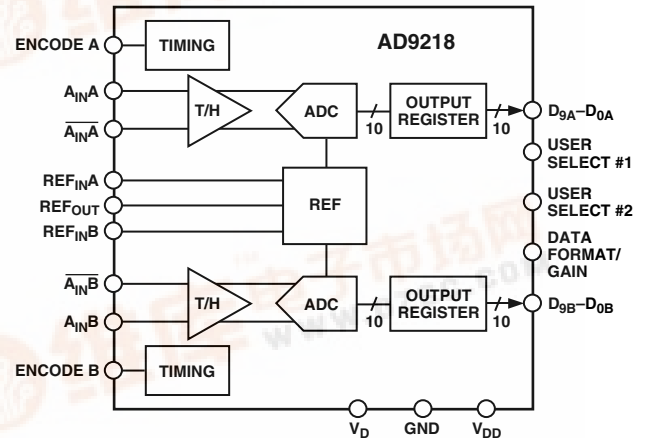 AD9218
ENCODE A
TIMING
AINA
T/H
ADC
10
OUTPUT
REGISTER
10
D9A–D0A
AINA
USER
SELECT #1
REFINA
REFOUT
REF
USER
SELECT #2
REFINB
DATA
FORMAT/
GAIN
AINB
T/H
ADC
10
OUTPUT
REGISTER
10
D9B–D0B
AINB
ENCODE B
TIMING
VD
GND
VDD